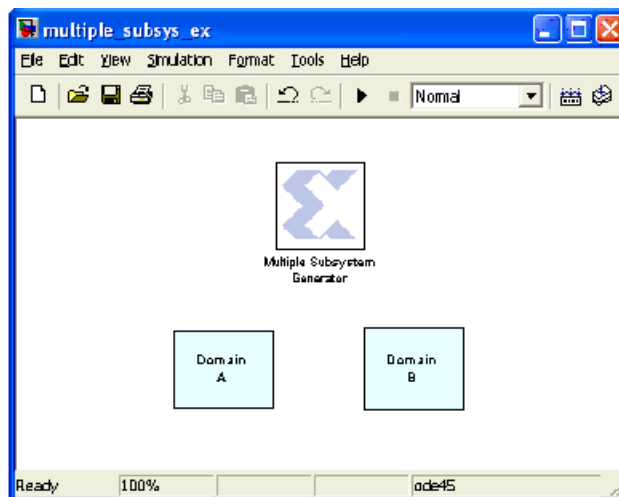 multiple_subsys_ex
File Edit View Simulation Format Tools Help
Normal
Multiple Subsystem
Generator
Domain
A
Domain
B
Ready 100% ode45